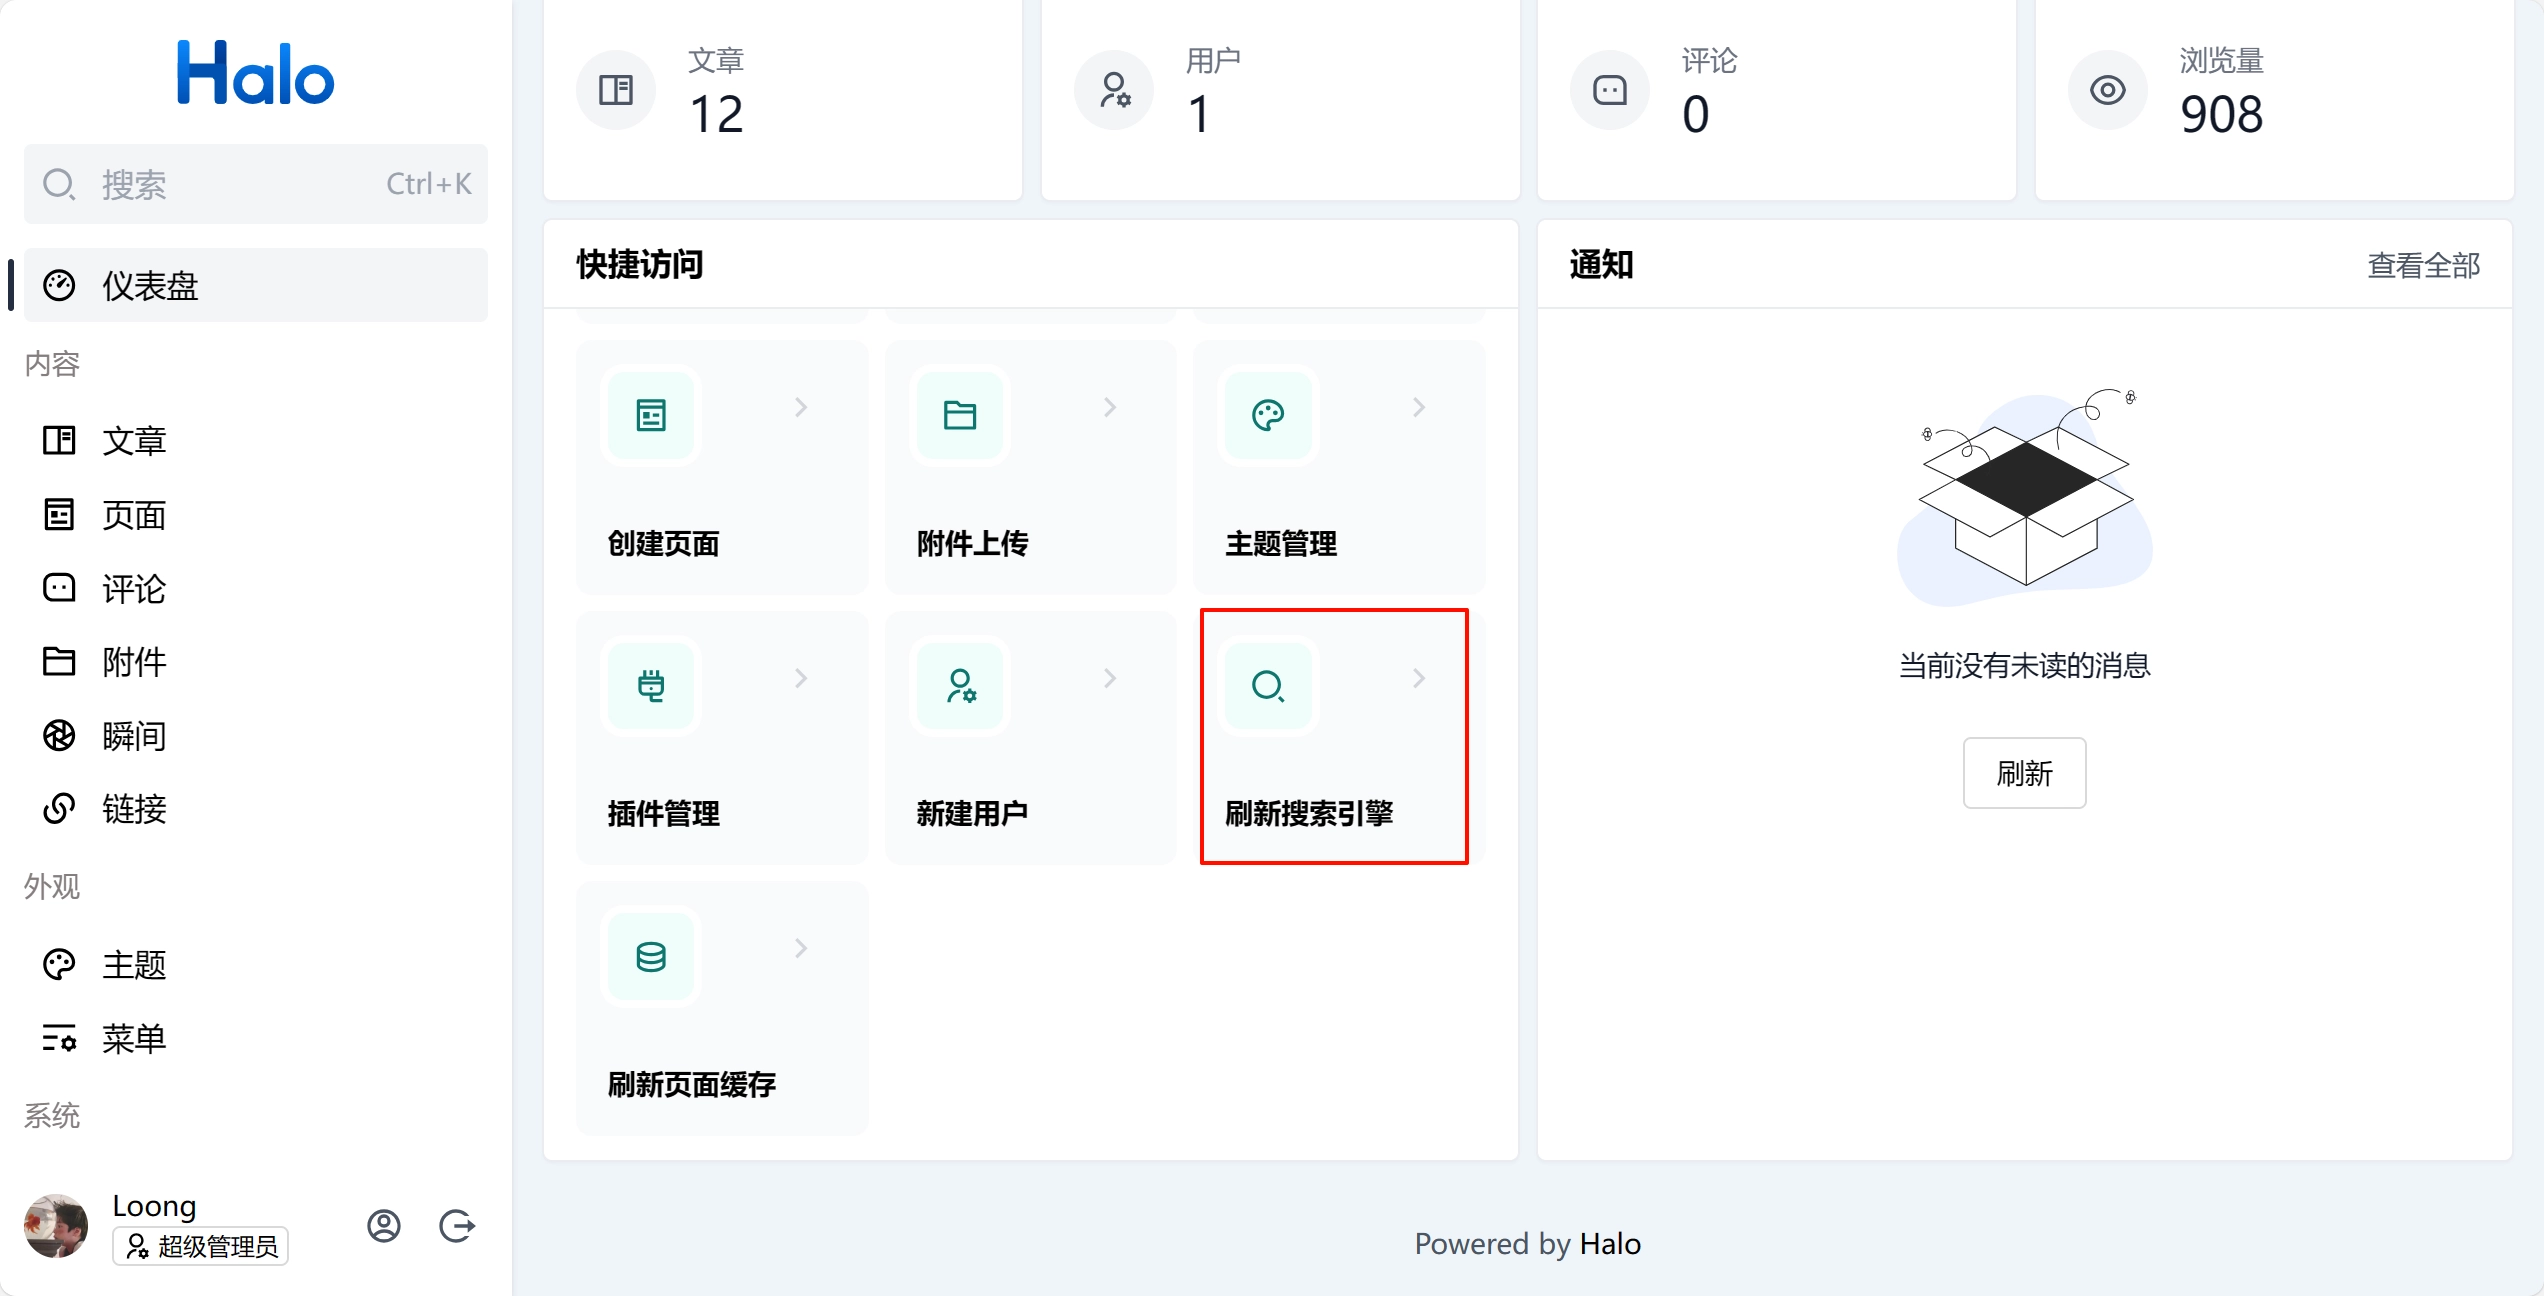 Halo
搜索 Ctrl+K
仪表盘
内容
文章
页面
评论
附件
瞬间
链接
外观
主题
菜单
系统
Loong
超级管理员
文章
12
用户
1
评论
0
浏览量
908
快捷访问
创建页面
附件上传
主题管理
插件管理
新建用户
刷新搜索引擎
刷新页面缓存
通知
查看全部
当前没有未读的消息
刷新
Powered by Halo